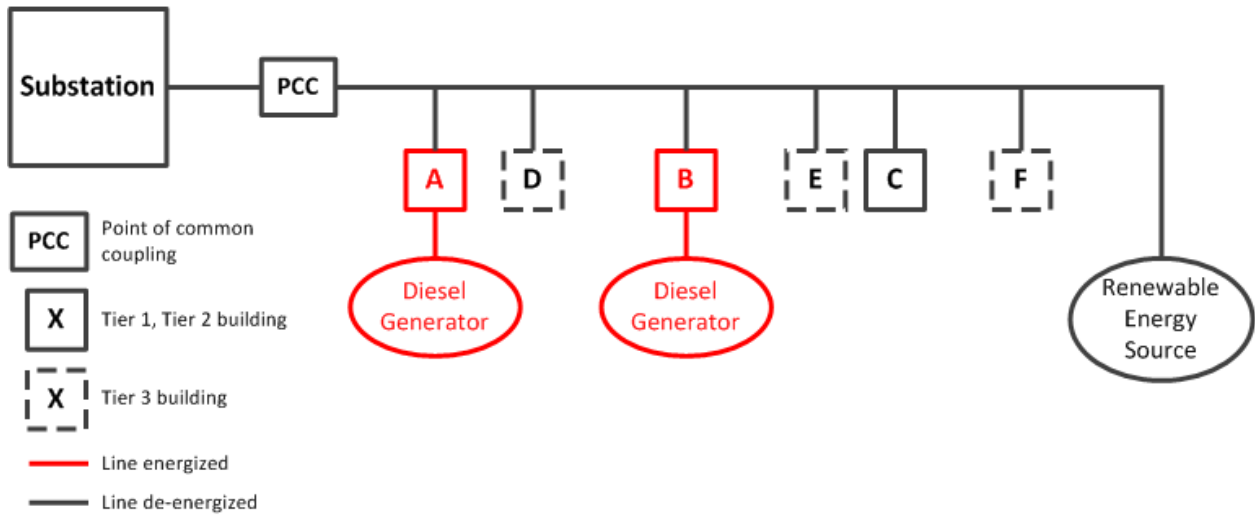 Substation
PCC
A
D
B
E
C
F
Diesel
Generator
Diesel
Generator
Renewable
Energy
Source
PCC
Point of common
coupling
X
Tier 1, Tier 2 building
X
Tier 3 building
Line energized
Line de-energized